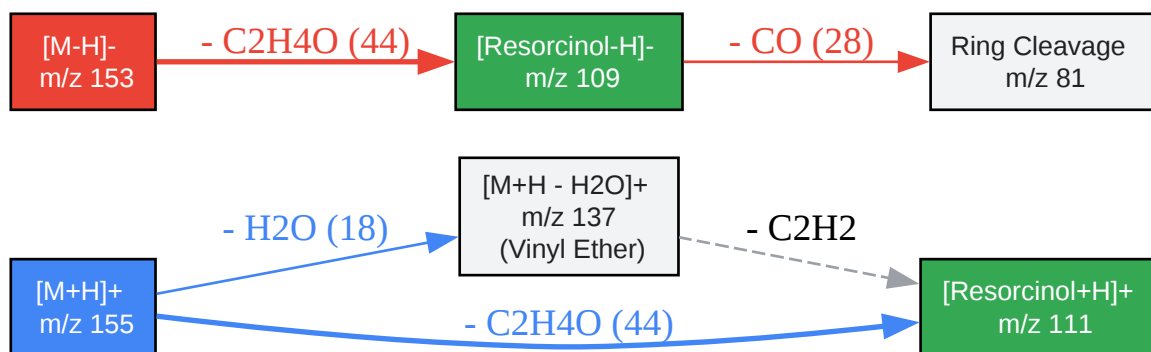 [M-H]-
m/z 153
- C2H4O (44)
[Resorcinol-H]-
m/z 109
- CO (28)
Ring Cleavage
m/z 81
[M+H]+
m/z 155
- H2O (18)
[M+H - H2O]+
m/z 137
(Vinyl Ether)
- C2H2
- C2H4O (44)
[Resorcinol+H]+
m/z 111